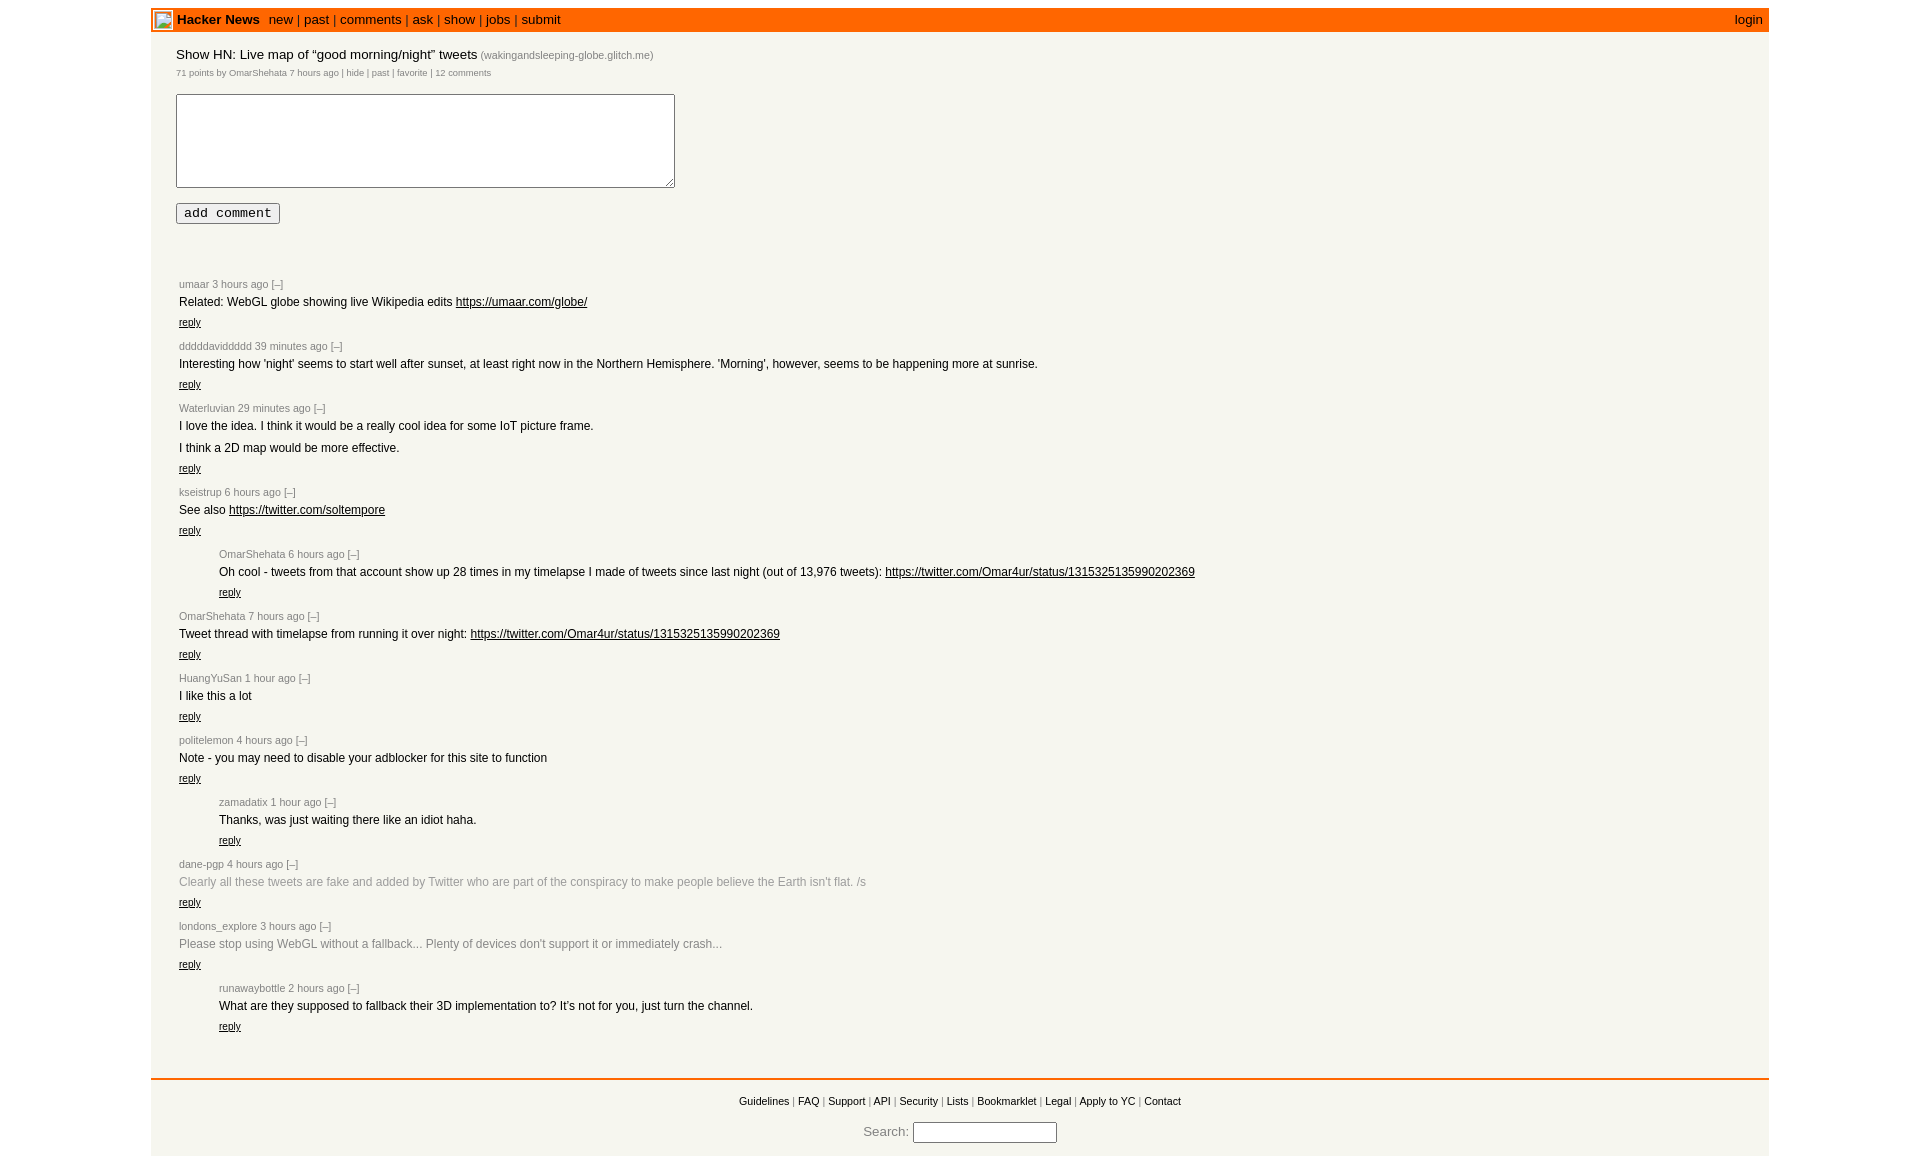 Hacker News new | past | comments | ask | show | jobs | submit login
Show HN: Live map of “good morning/night” tweets (wakingandsleeping-globe.glitch.me)
71 points by OmarShehata 7 hours ago | hide | past | favorite | 12 comments
add comment
umaar 3 hours ago [–]
Related: WebGL globe showing live Wikipedia edits https://umaar.com/globe/
reply
dddddaviddddd 39 minutes ago [–]
Interesting how 'night' seems to start well after sunset, at least right now in the Northern Hemisphere. 'Morning', however, seems to be happening more at sunrise.
reply
Waterluvian 29 minutes ago [–]
I love the idea. I think it would be a really cool idea for some IoT picture frame.
I think a 2D map would be more effective.
reply
kseistrup 6 hours ago [–]
See also https://twitter.com/soltempore
reply
OmarShehata 6 hours ago [–]
Oh cool - tweets from that account show up 28 times in my timelapse I made of tweets since last night (out of 13,976 tweets): https://twitter.com/Omar4ur/status/1315325135990202369
reply
OmarShehata 7 hours ago [–]
Tweet thread with timelapse from running it over night: https://twitter.com/Omar4ur/status/1315325135990202369
reply
HuangYuSan 1 hour ago [–]
I like this a lot
reply
politelemon 4 hours ago [–]
Note - you may need to disable your adblocker for this site to function
reply
zamadatix 1 hour ago [–]
Thanks, was just waiting there like an idiot haha.
reply
dane-pgp 4 hours ago [–]
Clearly all these tweets are fake and added by Twitter who are part of the conspiracy to make people believe the Earth isn't flat. /s
reply
londons_explore 3 hours ago [–]
Please stop using WebGL without a fallback... Plenty of devices don't support it or immediately crash...
reply
runawaybottle 2 hours ago [–]
What are they supposed to fallback their 3D implementation to? It’s not for you, just turn the channel.
reply
Guidelines | FAQ | Support | API | Security | Lists | Bookmarklet | Legal | Apply to YC | Contact
Search: